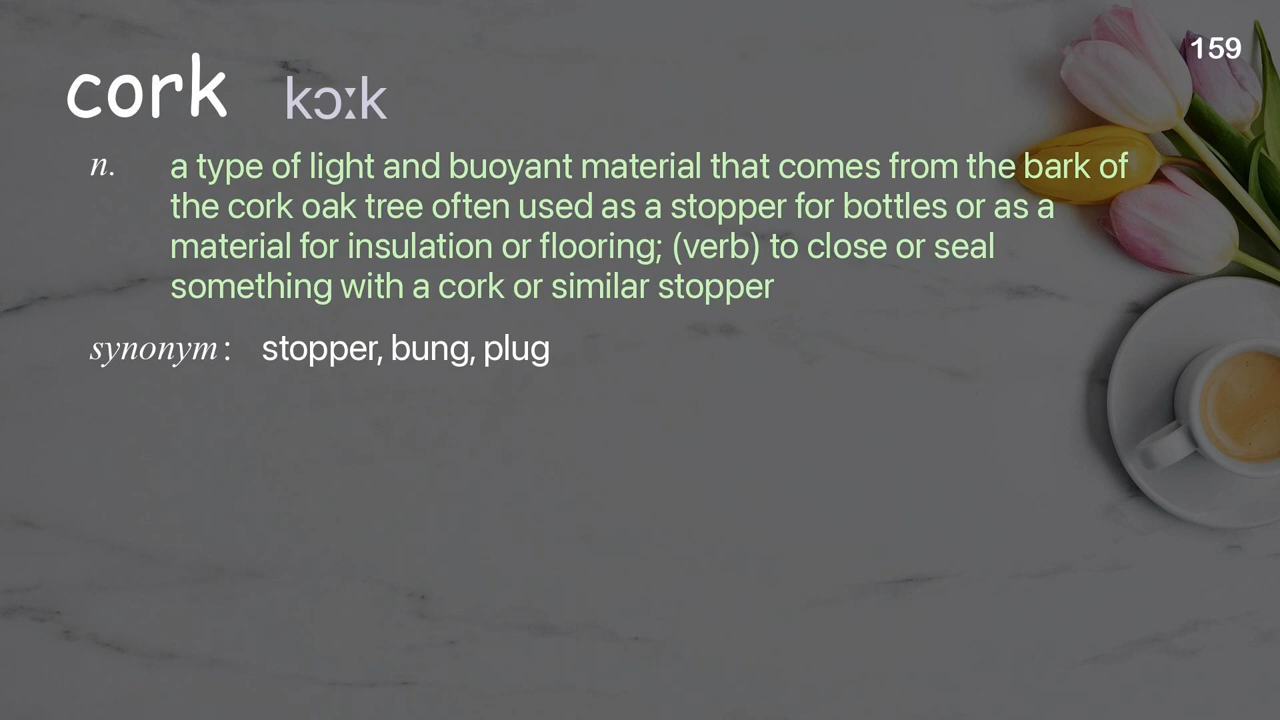 159
cork kɔːk
n. a type of light and buoyant material that comes from the bark of
the cork oak tree often used as a stopper for bottles or as a
material for insulation or flooring; (verb) to close or seal
something with a cork or similar stopper
synonym: stopper, bung, plug